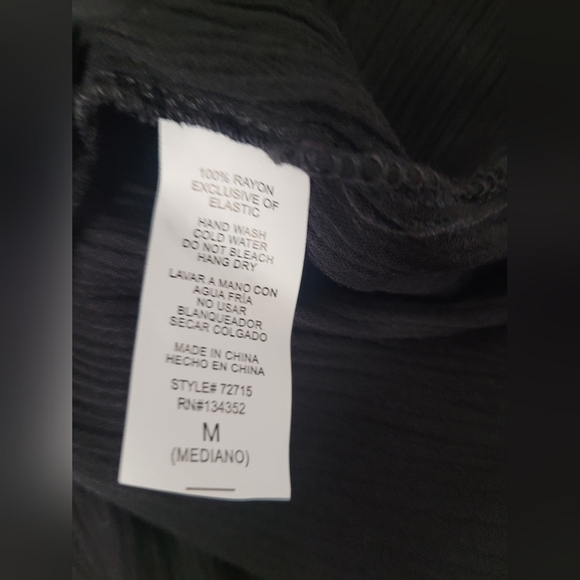 100% RAYON
EXCLUSIVE OF
ELASTIC
HAND WASH
COLD WATER
DO NOT BLEACH
HANG DRY
LAVAR A MANO CON
AGUA FRÍA
NO USAR
BLANQUEADOR
SECAR COLGADO
MADE IN CHINA
HECHO EN CHINA
STYLE# 72715
RN#134352
M
(MEDIANO)